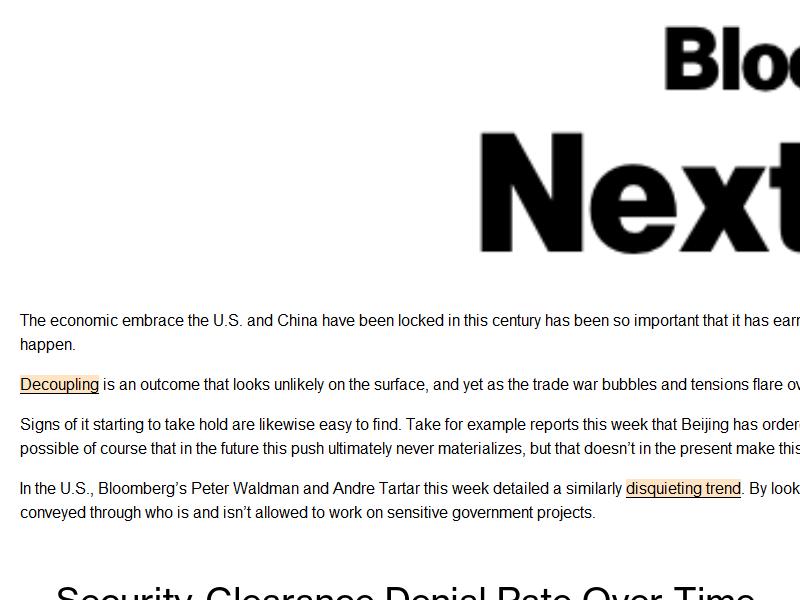 Bloo
Next
The economic embrace the U.S. and China have been locked in this century has been so important that it has earn
happen.
Decoupling is an outcome that looks unlikely on the surface, and yet as the trade war bubbles and tensions flare ov
Signs of it starting to take hold are likewise easy to find. Take for example reports this week that Beijing has order
possible of course that in the future this push ultimately never materializes, but that doesn’t in the present make this
In the U.S., Bloomberg’s Peter Waldman and Andre Tartar this week detailed a similarly disquieting trend. By look
conveyed through who is and isn’t allowed to work on sensitive government projects.
Security-Clearance Denial Rate Over Time